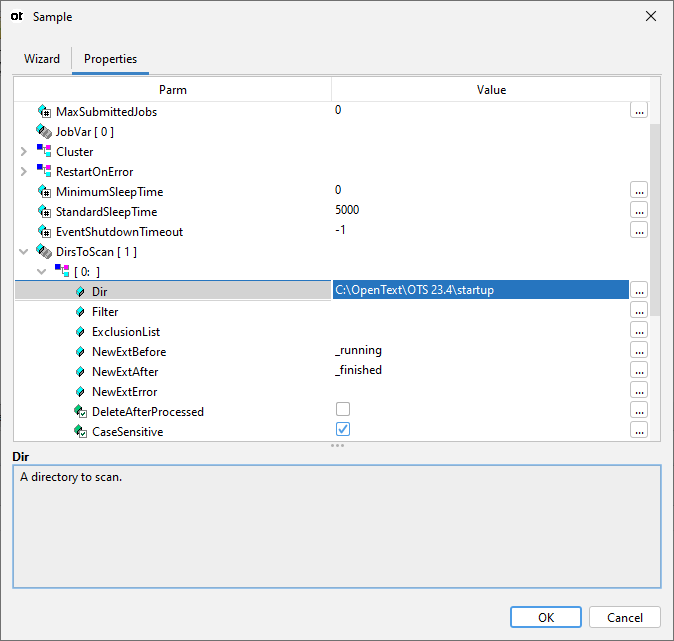 ot Sample
Wizard Properties
Parm Value
MaxSubmittedJobs 0 ...
JobVar [ 0 ]
Cluster
RestartOnError
MinimumSleepTime 0 ...
StandardSleepTime 5000 ...
EventShutdownTimeout -1 ...
DirsToScan [ 1 ]
[ 0: ]
Dir C:\OpenText\OTS 23.4\startup ...
Filter ...
ExclusionList ...
NewExtBefore _running ...
NewExtAfter _finished ...
NewExtError ...
DeleteAfterProcessed ...
CaseSensitive ...
Dir
A directory to scan.
OK Cancel